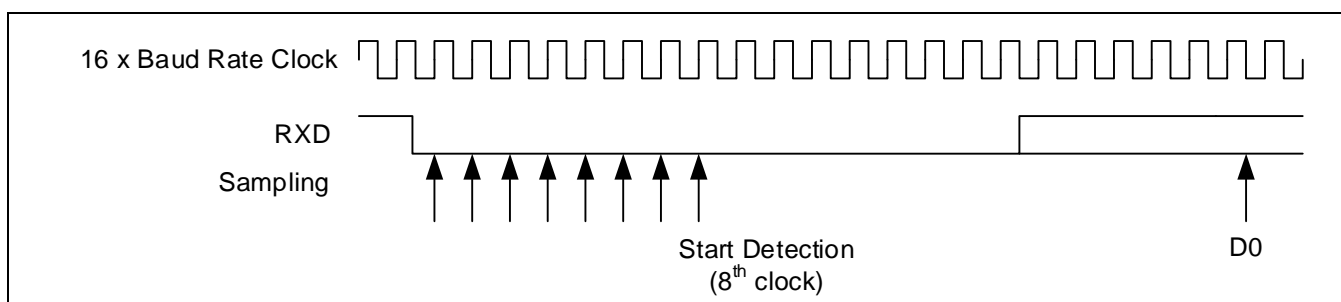 16 x Baud Rate Clock
RXD
Sampling
Start Detection
(8th clock)
D0